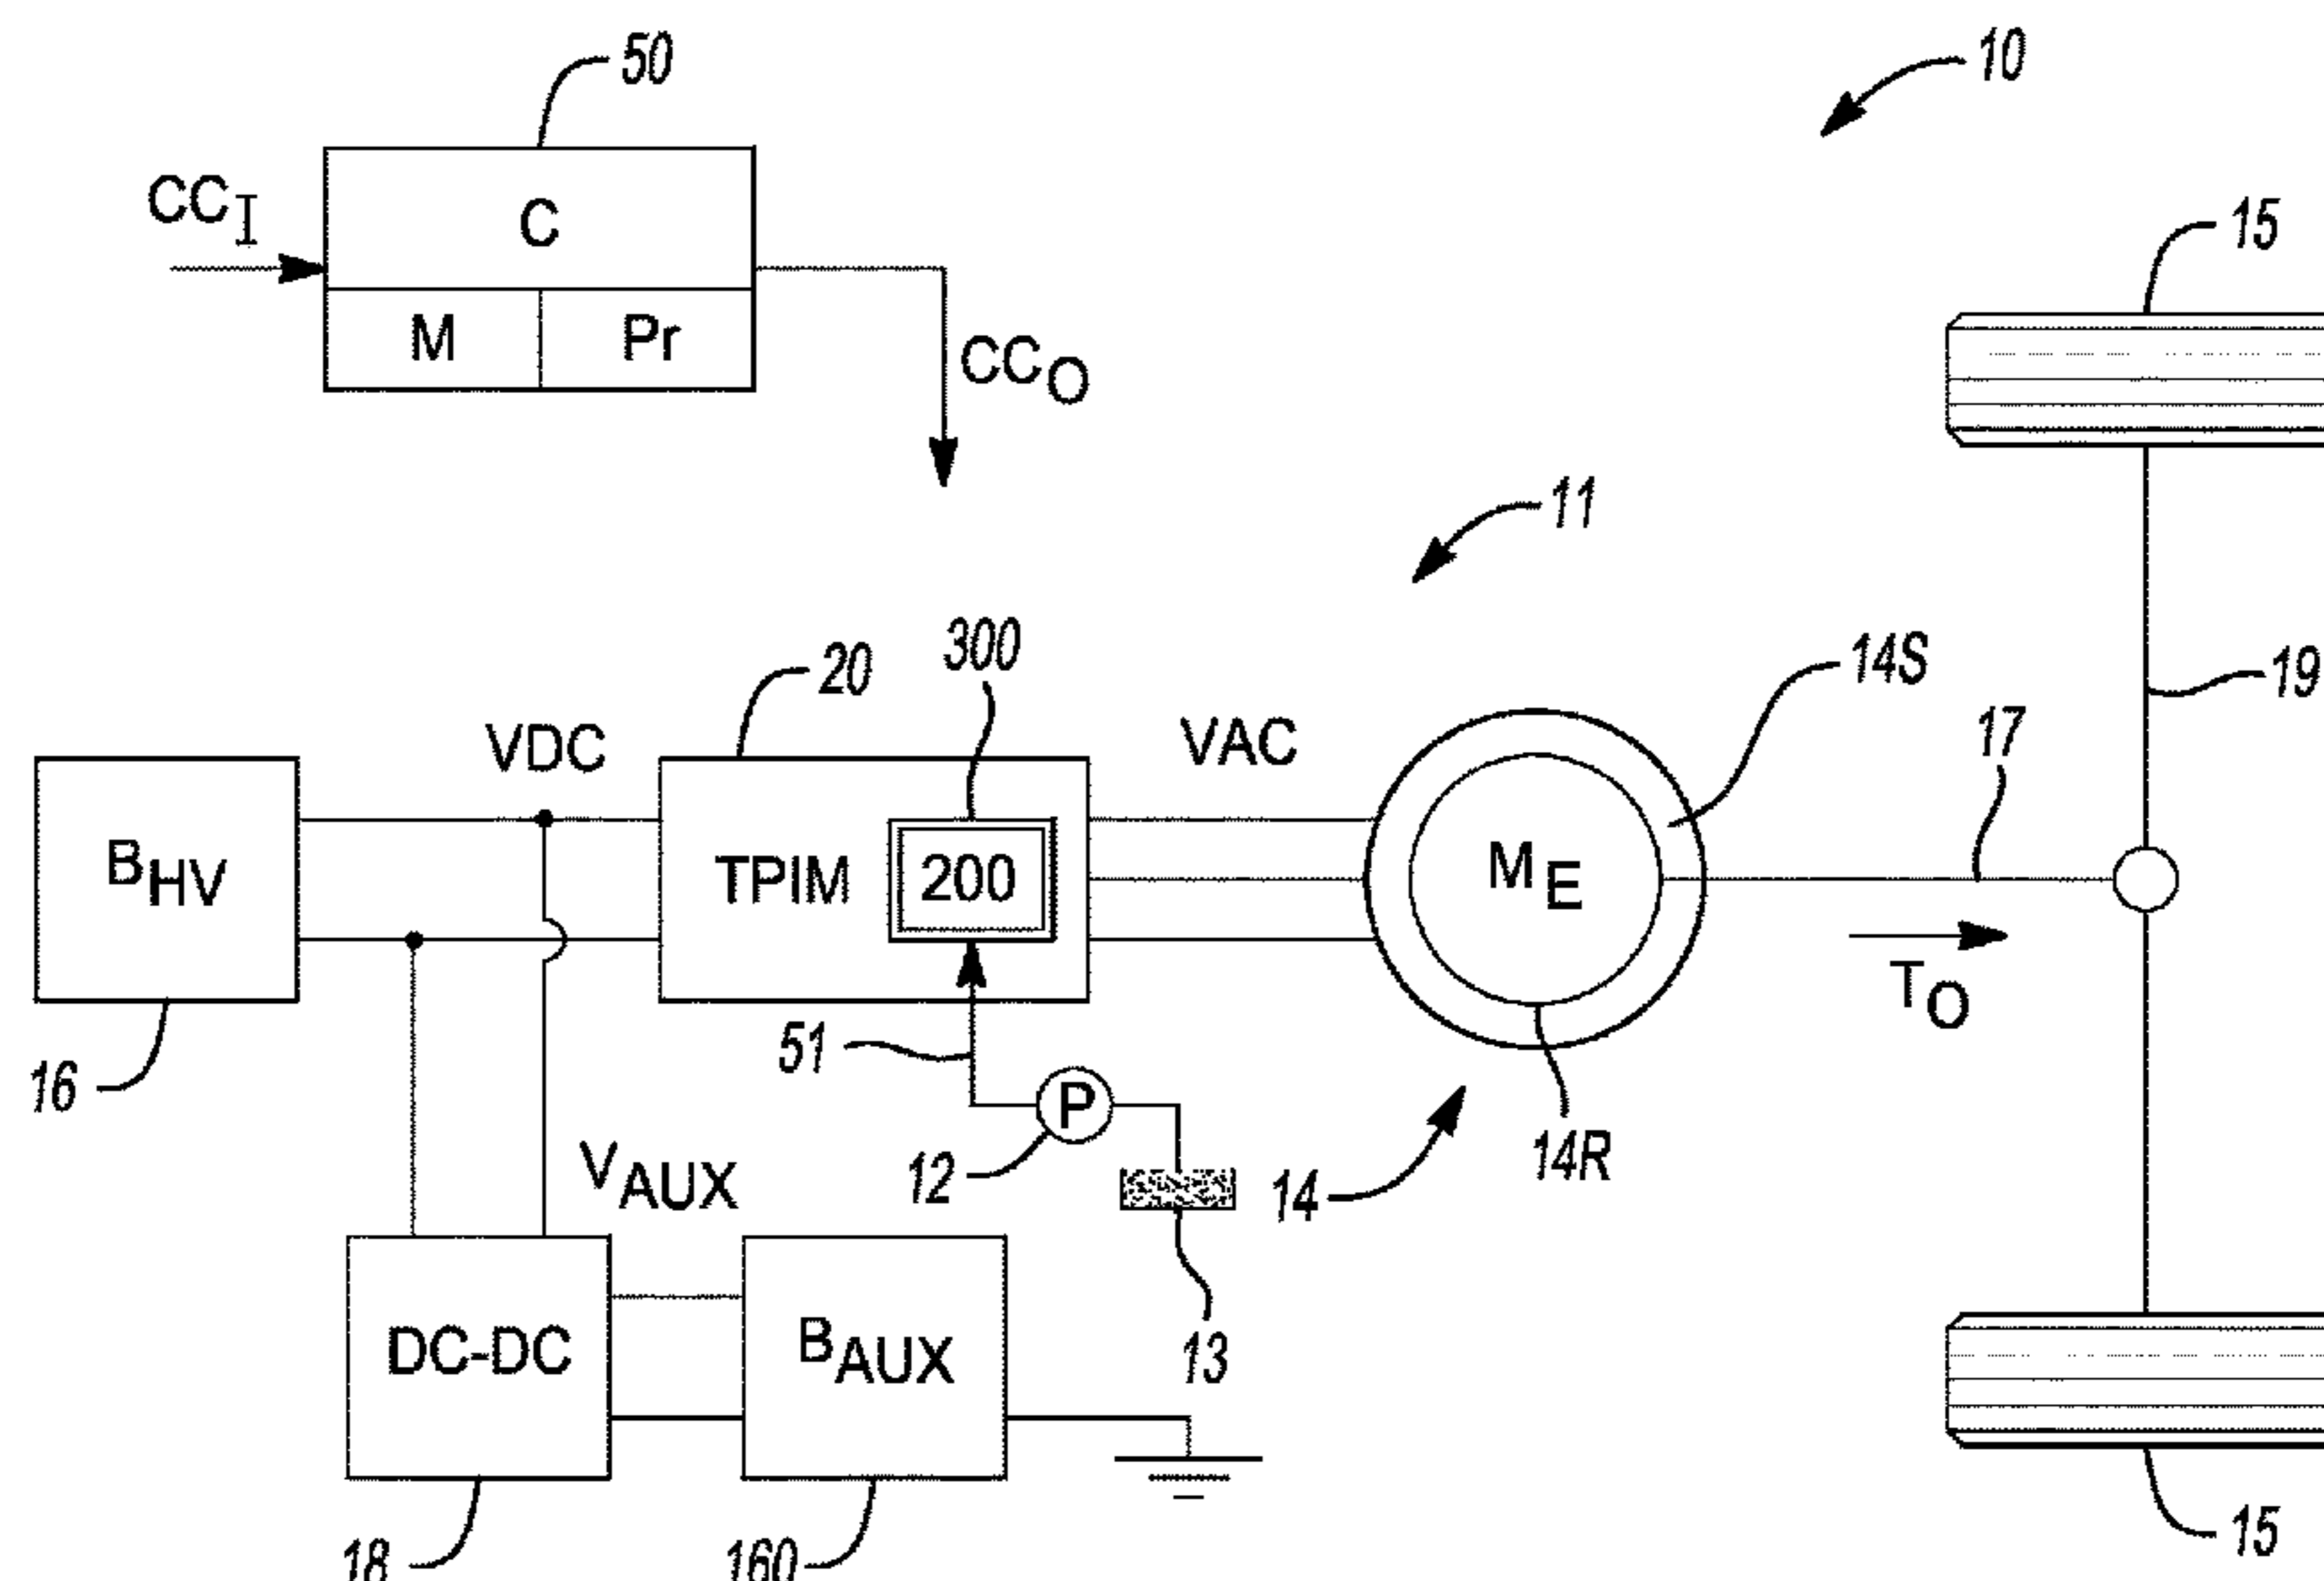 50
10
CC_I
C
15
M
Pr
CC_O
11
300
20
14S
19
VDC
VAC
17
B_HV
TPIM
200
M_E
T_O
51
16
P
12
14
14R
V_AUX
13
DC-DC
B_AUX
18
160
15